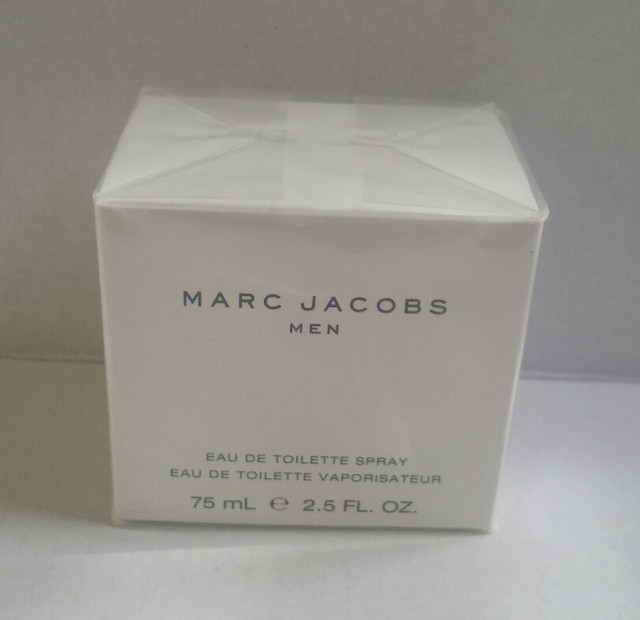 MARC JACOBS
MEN
EAU DE TOILETTE SPRAY
EAU DE TOILETTE VAPORISATEUR
75 mL ℮ 2.5 FL. OZ.